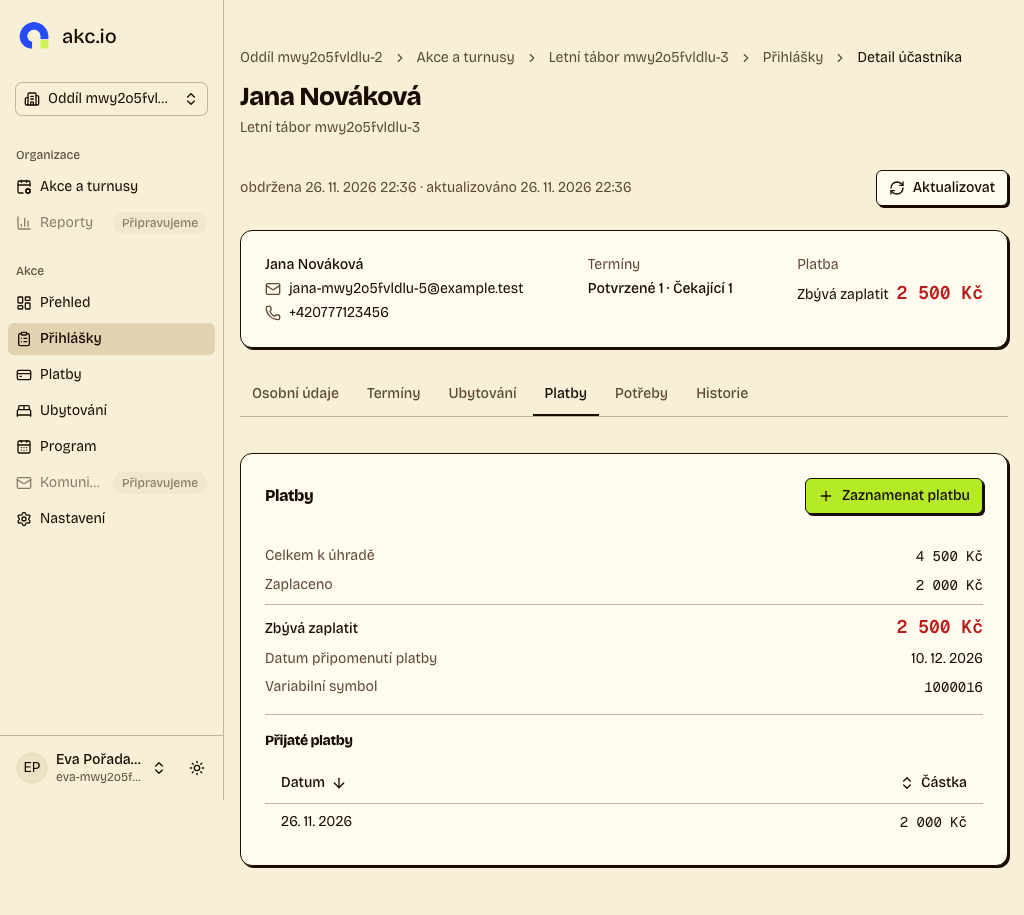 akc.io
Oddíl mwy2o5fvl...
Organizace
Akce a turnusy
Reporty Připravujeme
Akce
Přehled
Přihlášky
Platby
Ubytování
Program
Komuni... Připravujeme
Nastavení
EP Eva Pořada...
eva-mwy2o5f...
Oddíl mwy2o5fvldlu-2 > Akce a turnusy > Letní tábor mwy2o5fvldlu-3 > Přihlášky > Detail účastníka
Jana Nováková
Letní tábor mwy2o5fvldlu-3
obdržena 26. 11. 2026 22:36 · aktualizováno 26. 11. 2026 22:36
Aktualizovat
Jana Nováková
jana-mwy2o5fvldlu-5@example.test
+420777123456
Termíny
Potvrzené 1 · Čekající 1
Platba
Zbývá zaplatit 2 500 Kč
Osobní údaje Termíny Ubytování Platby Potřeby Historie
Platby
Zaznamenat platbu
Celkem k úhradě 4 500 Kč
Zaplaceno 2 000 Kč
Zbývá zaplatit 2 500 Kč
Datum připomenutí platby 10. 12. 2026
Variabilní symbol 1000016
Přijaté platby
Datum Částka
26. 11. 2026 2 000 Kč